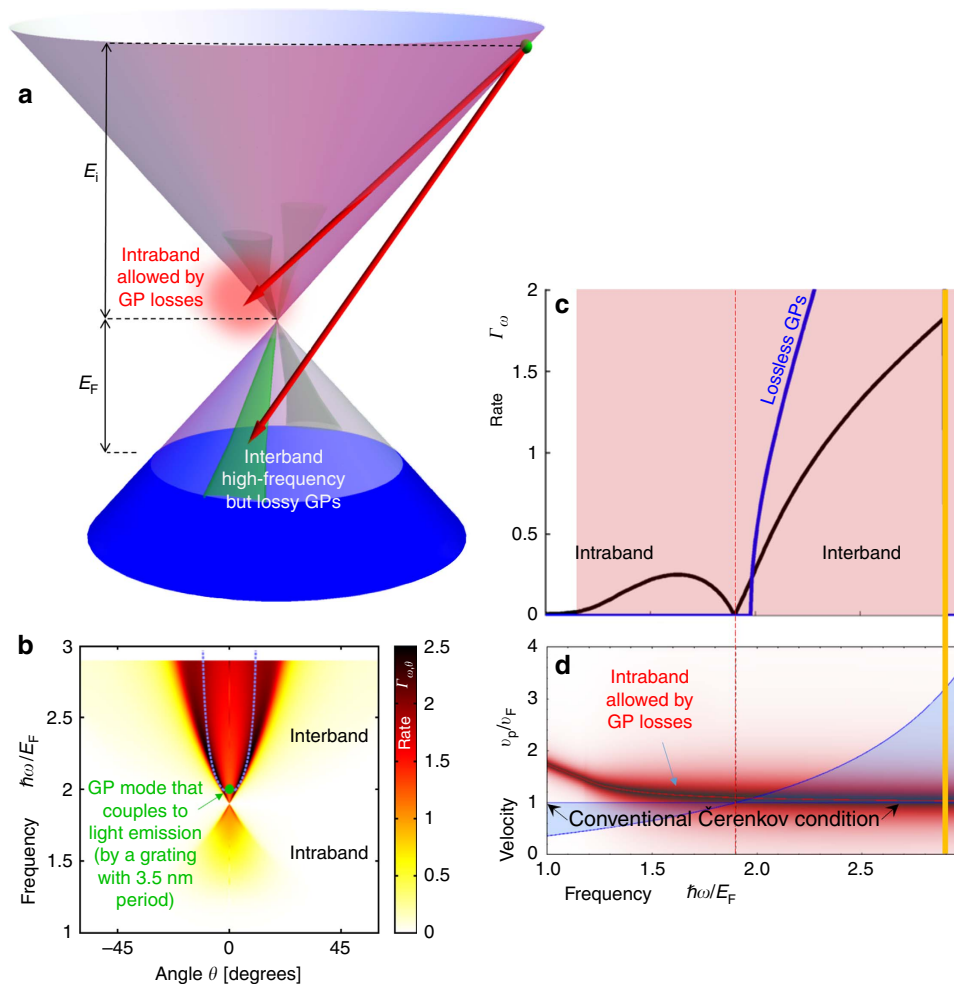 a
E_i
Intraband
allowed by
GP losses
E_F
Interband
high-frequency
but lossy GPs
b
3
2.5
2
1.5
1
Frequency ℏω/E_F
−45
0
45
Angle θ [degrees]
Interband
Intraband
GP mode that
couples to
light emission
(by a grating
with 3.5 nm
period)
2.5
2
1.5
1
0.5
0
Rate Γ_ω,θ
c
2
1.5
1
0.5
0
Rate Γ_ω
Lossless GPs
Intraband
Interband
d
4
3
2
1
0
Velocity υ_p/υ_F
Intraband
allowed by
GP losses
Conventional Čerenkov condition
1.0
1.5
2.0
2.5
Frequency ℏω/E_F